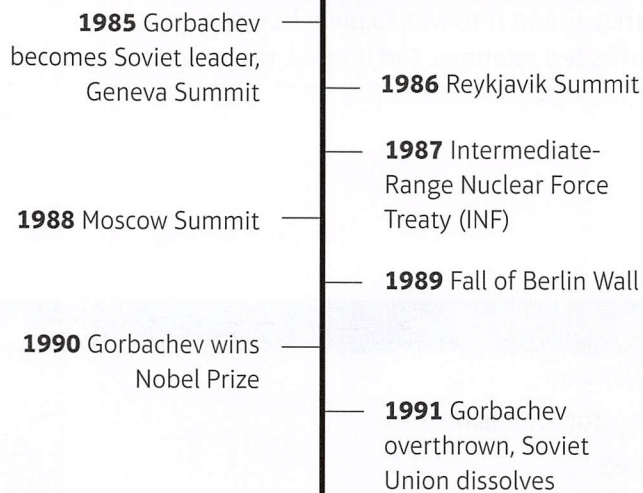 1985 Gorbachev
becomes Soviet leader,
Geneva Summit
1986 Reykjavik Summit
1987 Intermediate-
Range Nuclear Force
Treaty (INF)
1988 Moscow Summit
1989 Fall of Berlin Wall
1990 Gorbachev wins
Nobel Prize
1991 Gorbachev
overthrown, Soviet
Union dissolves